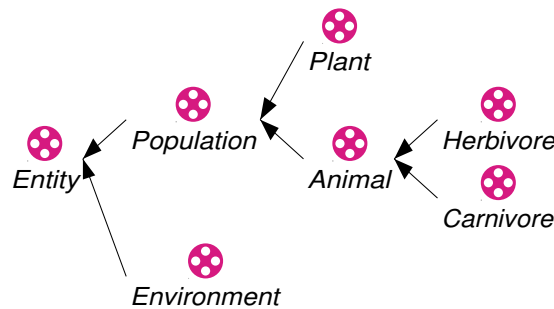 Plant
Population
Herbivore
Entity
Animal
Carnivore
Environment